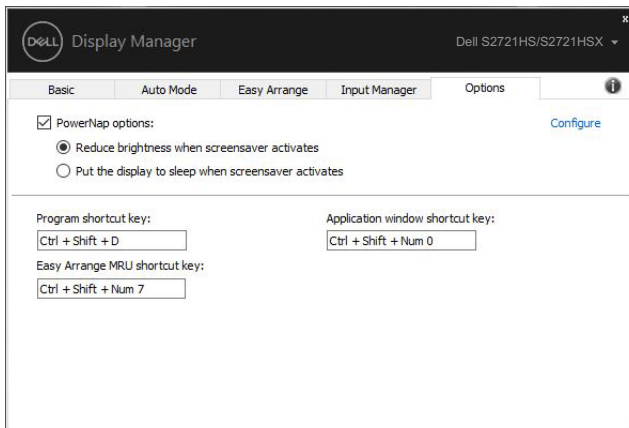 x
DELL Display Manager Dell S2721HS/S2721HSX
Basic Auto Mode Easy Arrange Input Manager Options i
PowerNap options: Configure
Reduce brightness when screensaver activates
Put the display to sleep when screensaver activates
Program shortcut key: Application window shortcut key:
Ctrl + Shift + D Ctrl + Shift + Num 0
Easy Arrange MRU shortcut key:
Ctrl + Shift + Num 7